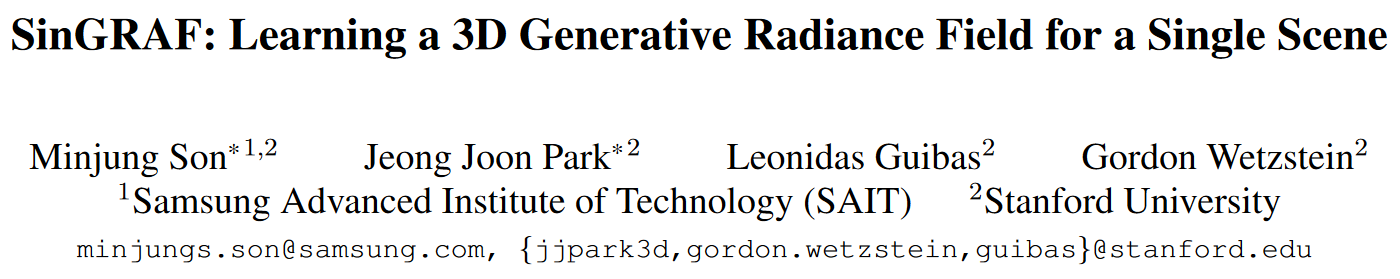 SinGRAF: Learning a 3D Generative Radiance Field for a Single Scene
Minjung Son*1,2 Jeong Joon Park*2 Leonidas Guibas2 Gordon Wetzstein2
1Samsung Advanced Institute of Technology (SAIT) 2Stanford University
minjungs.son@samsung.com, {jjpark3d,gordon.wetzstein,guibas}@stanford.edu